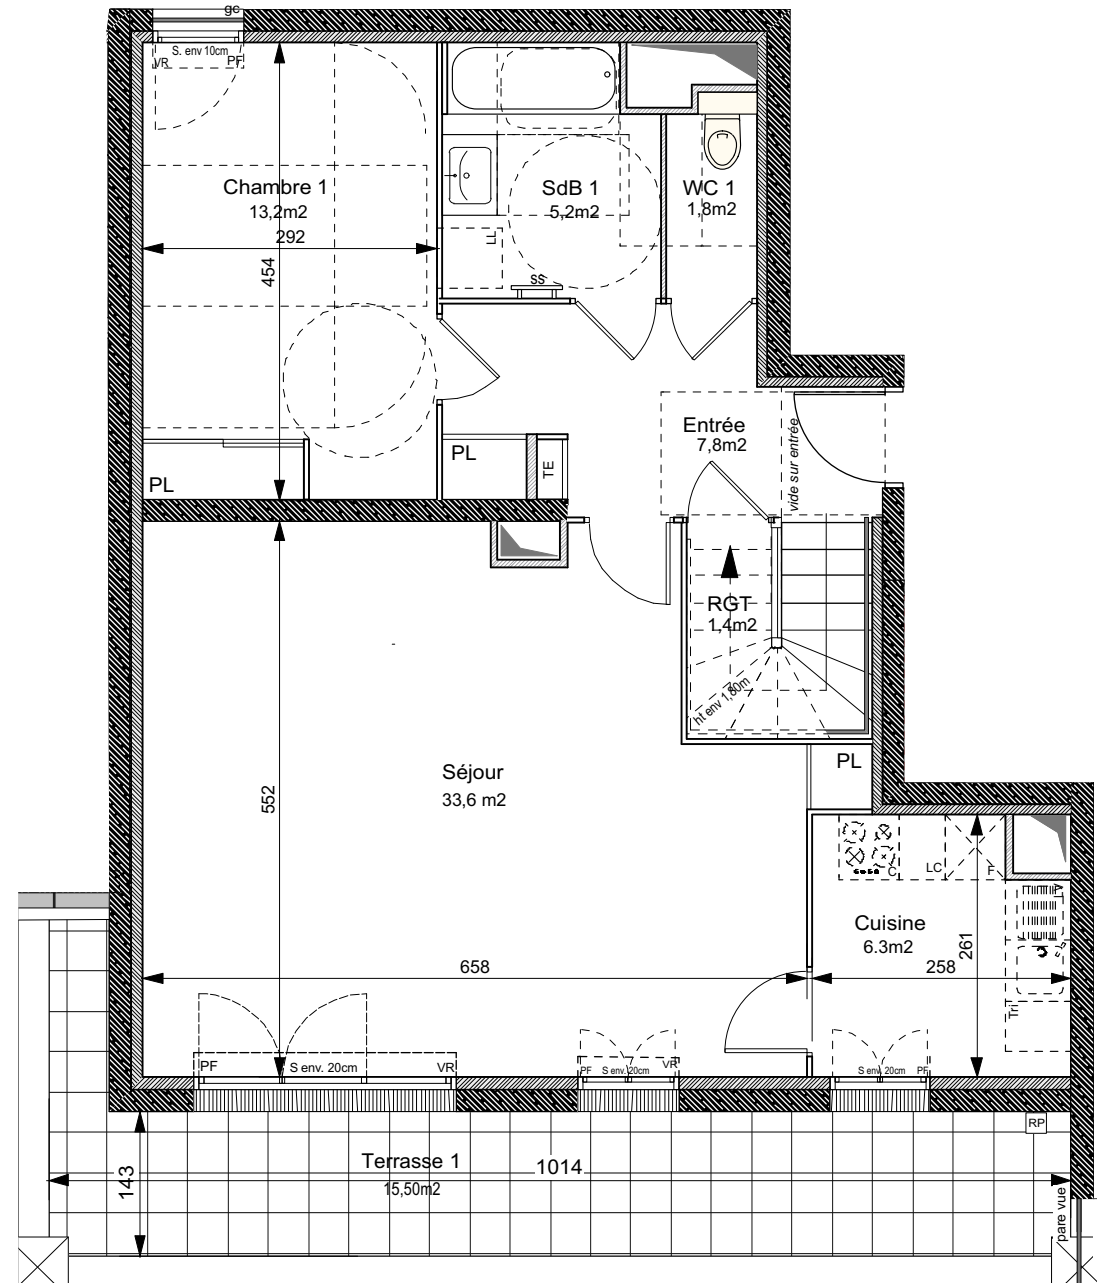 gc
S. env 10cm
VR
PF
Chambre 1
13,2m2
292
454
SdB 1
5,2m2
WC 1
1,8m2
LL
SS
Entrée
7,8m2
vide sur entrée
PL
PL
TE
RGT
1,4m2
ht env 1,80m
PL
Séjour
33,6 m2
552
C
LC
F
LV
Cuisine
6.3m2
261
658
258
Tri
PF
S env. 20cm
VR
PF
S env. 20cm
VR
S env. 20cm
PF
RP
Terrasse 1
15,50m2
1014
143
pare vue